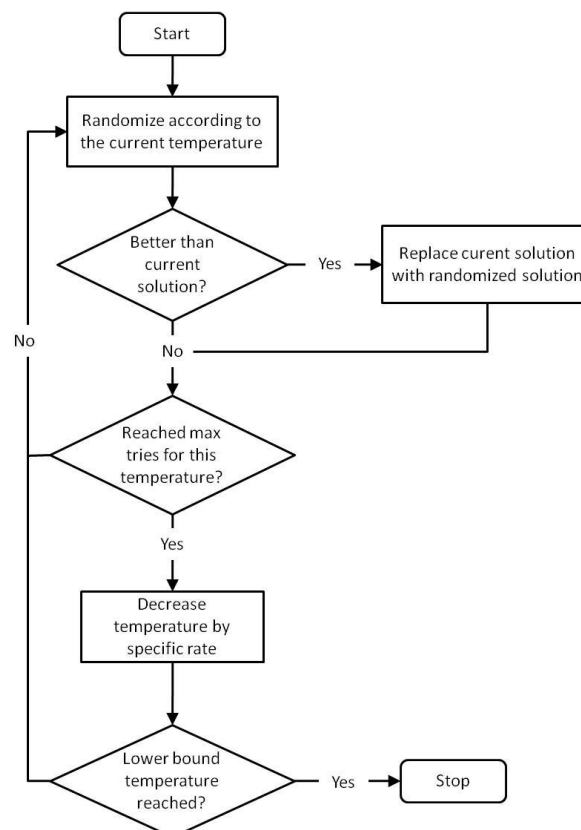 Start
Randomize according to
the current temperature
Better than
current
solution?
Yes
Replace curent solution
with randomized solution
No
No
Reached max
tries for this
temperature?
Yes
Decrease
temperature by
specific rate
Lower bound
temperature
reached?
Yes
Stop